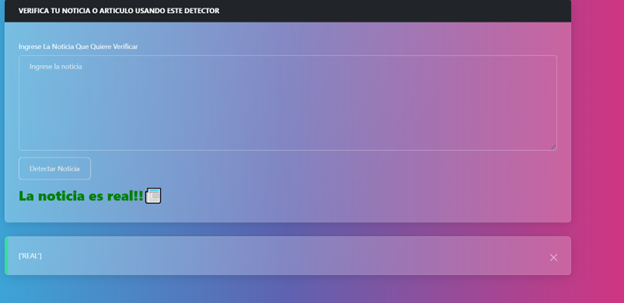 VERIFICA TU NOTICIA O ARTICULO USANDO ESTE DETECTOR
Ingrese La Noticia Que Quiere Verificar
Ingrese la noticia
Detectar Noticia
La noticia es real!!
['REAL']